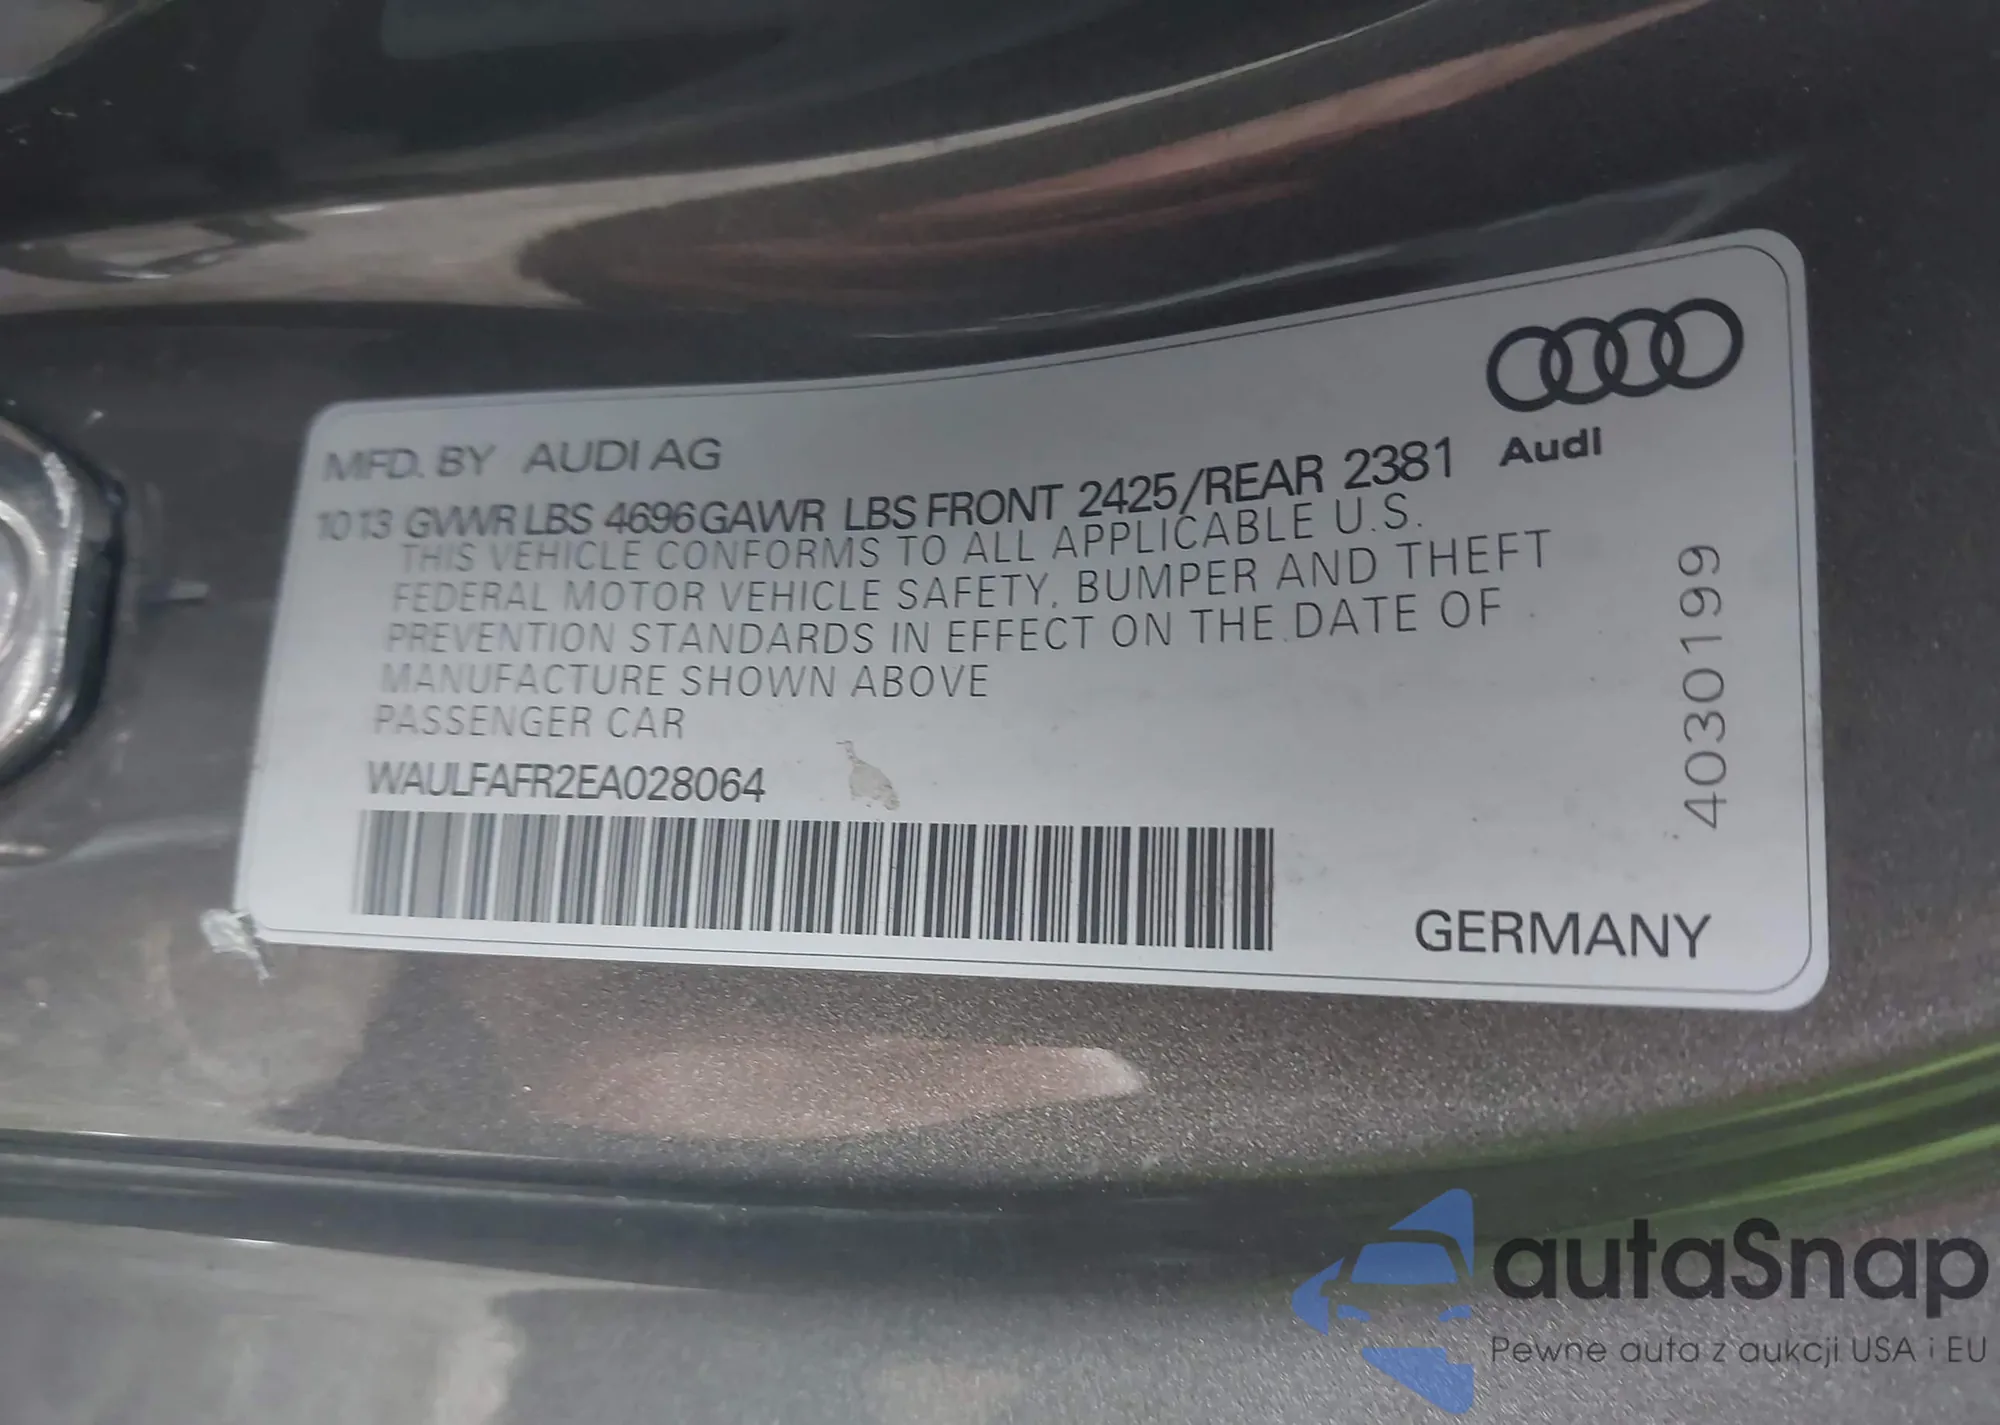 MFD. BY AUDI AG
Audi
10 13 GVWR LBS 4696 GAWR LBS FRONT 2425/REAR 2381
THIS VEHICLE CONFORMS TO ALL APPLICABLE U.S.
FEDERAL MOTOR VEHICLE SAFETY, BUMPER AND THEFT
PREVENTION STANDARDS IN EFFECT ON THE DATE OF
MANUFACTURE SHOWN ABOVE
PASSENGER CAR
WAULFAFR2EA028064
4030199
GERMANY
autaSnap
Pewne auta z aukcji USA i EU